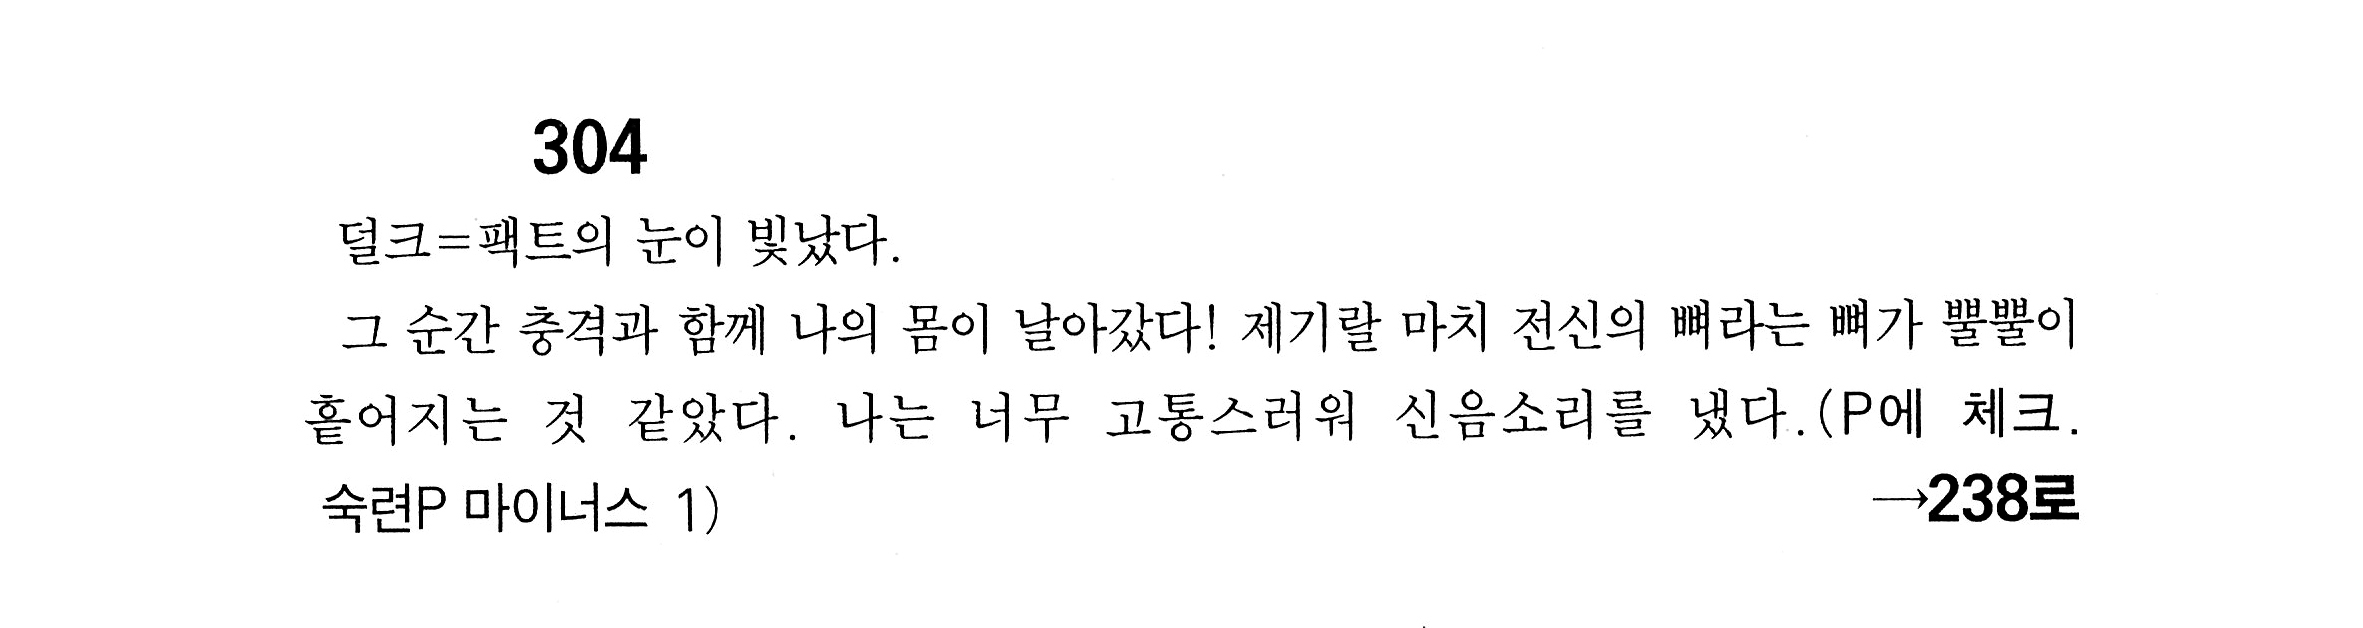 304
덜크=팩트의 눈이 빛났다.
그 순간 충격과 함께 나의 몸이 날아갔다! 제기랄 마치 전신의 뼈라는 뼈가 뿔뿔이
흩어지는 것 같았다. 나는 너무 고통스러워 신음소리를 냈다.(P에 체크.
숙련P 마이너스 1) →238로